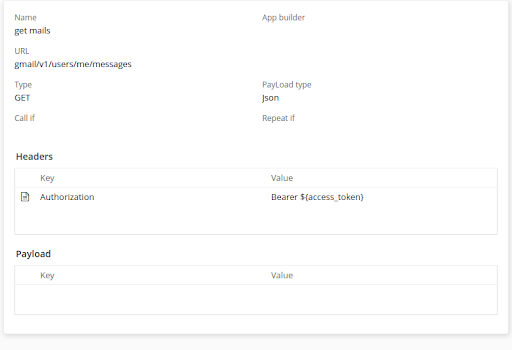 Name App builder
get mails
URL
gmail/v1/users/me/messages
Type PayLoad type
GET Json
Call if Repeat if
Headers
Key Value
Authorization Bearer ${access_token}
Payload
Key Value